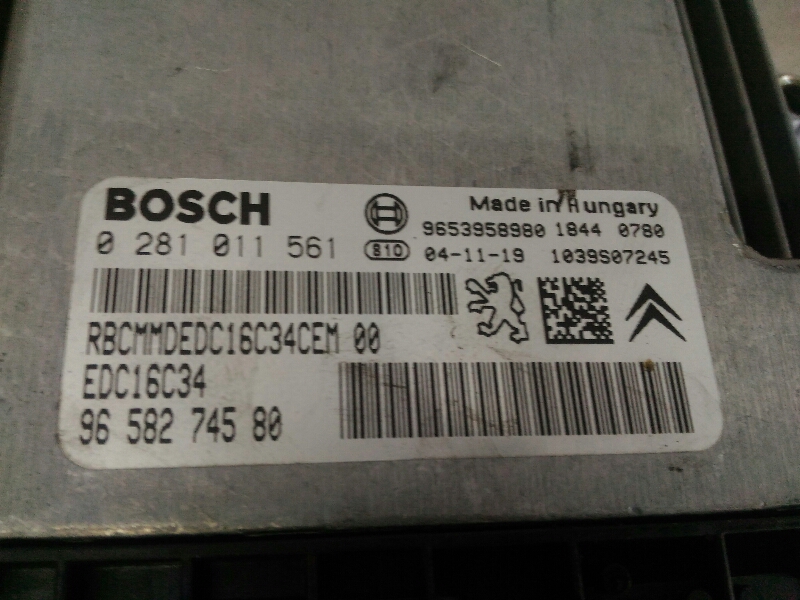 BOSCH
Made in Hungary
9653958980 1844 0780
0 281 011 561
810 04-11-19 1039S07245
RBCMMDEDC16C34CEM 00
EDC16C34
96 582 745 80